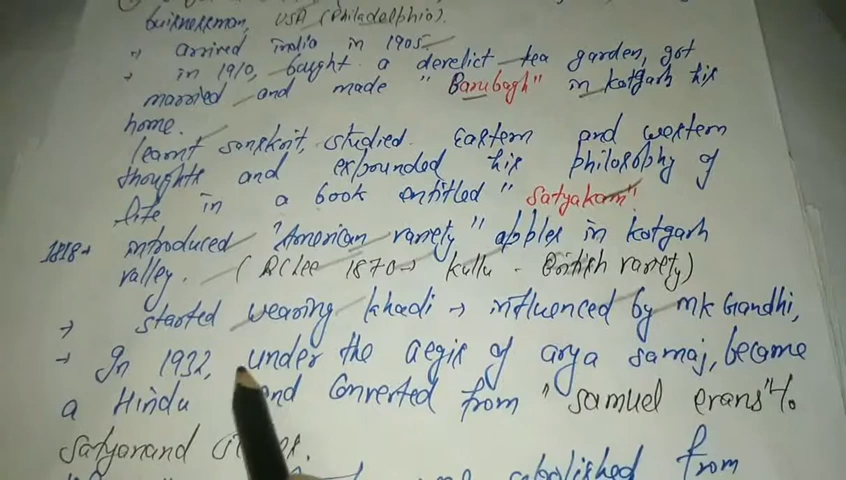 buisnessman, USA (Philadelphia).
" arrived india in 1905
→ in 1910, bought a derelict tea garden, got
married and made "Barubagh" in kotgarh his
home.
learnt sanskrit, studied eastern and western
thoughts and expounded his philosophy of
life in a book entitled "Satyakam".
1918→ introduced "American variety" apples in kotgarh
valley. (RC Lee 1870→ kullu - British variety)
→ started wearing khadi → influenced by MK Gandhi,
→ In 1932, under the aegis of arya samaj, became
a Hindu and converted from "samuel evans" to
satyanand
abolished from